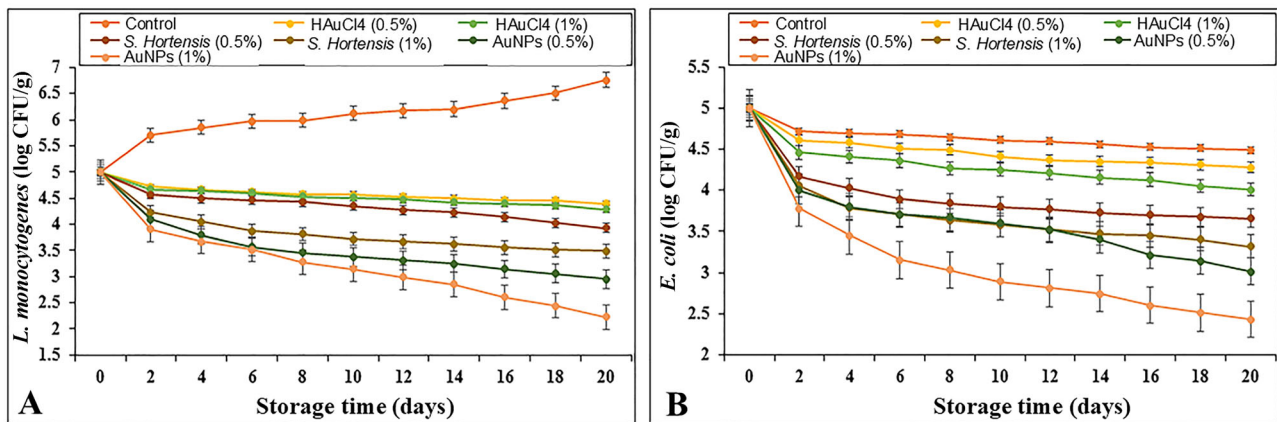 Control HAuCl4 (0.5%) HAuCl4 (1%)
S. Hortensis (0.5%) S. Hortensis (1%) AuNPs (0.5%)
AuNPs (1%)
L. monocytogenes (log CFU/g)
7
6.5
6
5.5
5
4.5
4
3.5
3
2.5
2
1.5
0 2 4 6 8 10 12 14 16 18 20
A
Storage time (days)
Control HAuCl4 (0.5%) HAuCl4 (1%)
S. Hortensis (0.5%) S. Hortensis (1%) AuNPs (0.5%)
AuNPs (1%)
E. coli (log CFU/g)
5.5
5
4.5
4
3.5
3
2.5
2
0 2 4 6 8 10 12 14 16 18 20
B
Storage time (days)